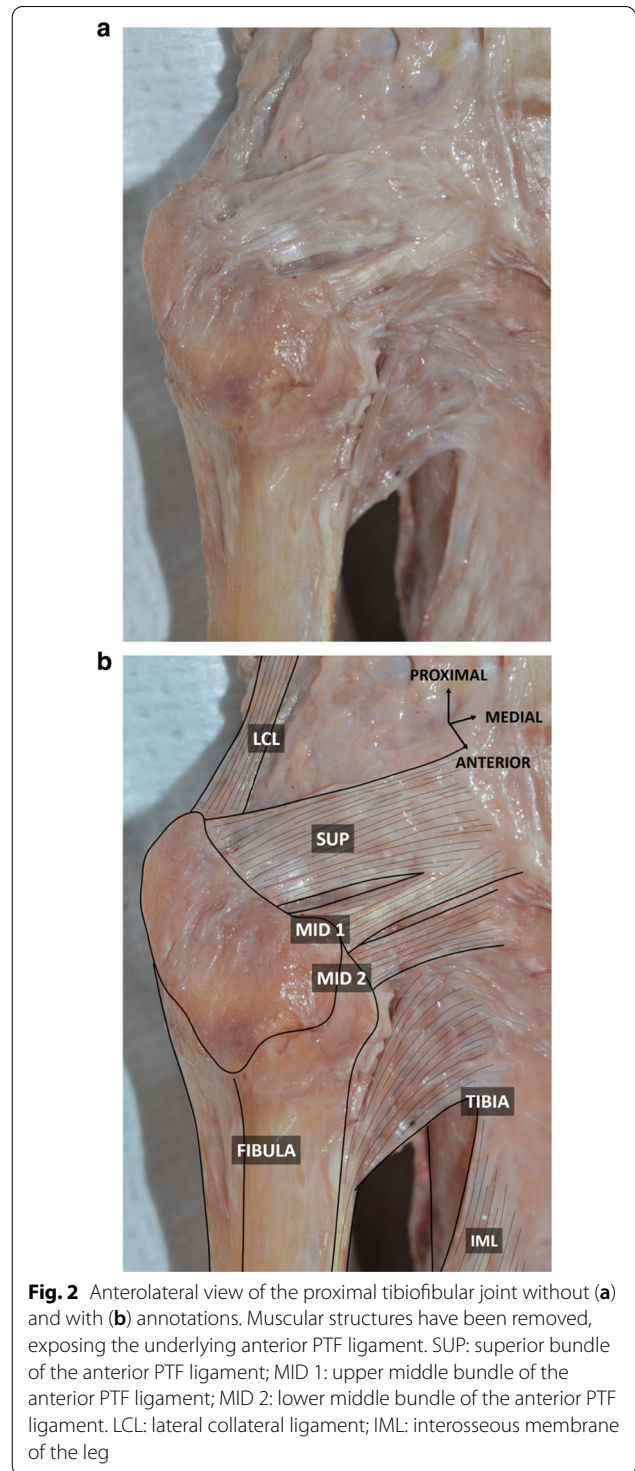 a
b
PROXIMAL
MEDIAL
ANTERIOR
LCL
SUP
MID 1
MID 2
TIBIA
FIBULA
IML
Fig. 2 Anterolateral view of the proximal tibiofibular joint without (a)
and with (b) annotations. Muscular structures have been removed,
exposing the underlying anterior PTF ligament. SUP: superior bundle
of the anterior PTF ligament; MID 1: upper middle bundle of the
anterior PTF ligament; MID 2: lower middle bundle of the anterior PTF
ligament. LCL: lateral collateral ligament; IML: interosseous membrane
of the leg